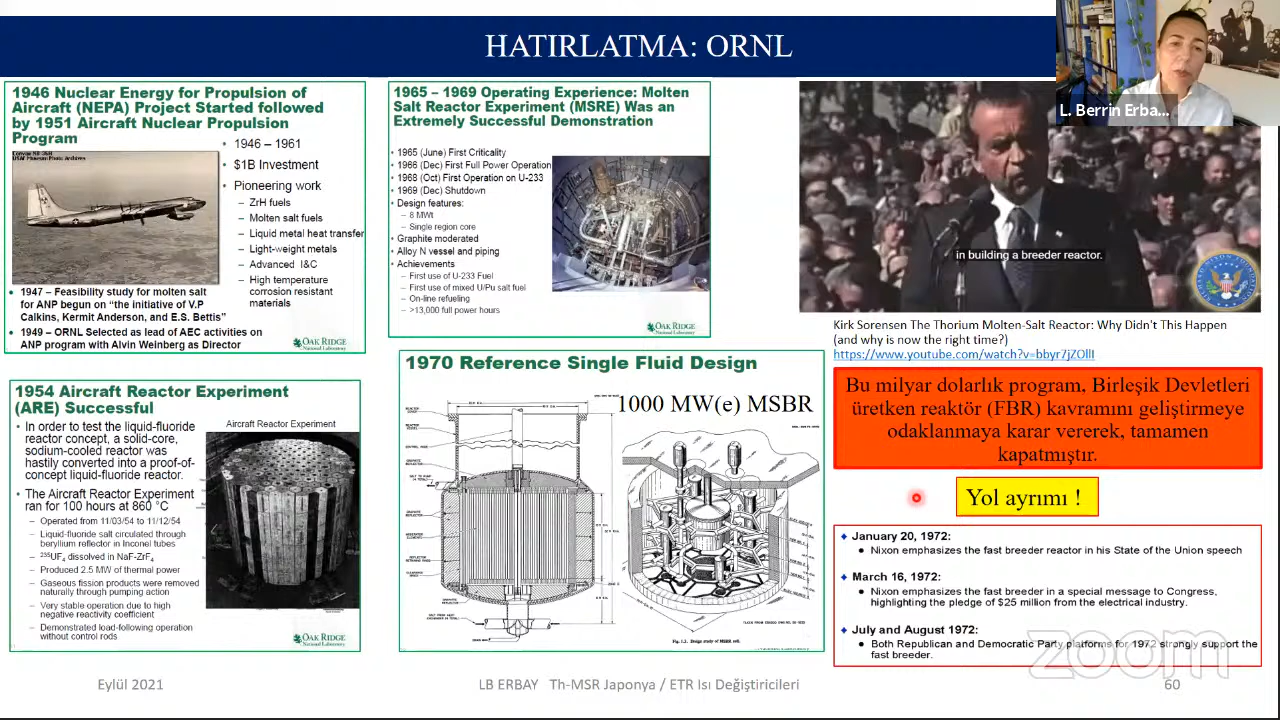 HATIRLATMA: ORNL
L. Berrin Erba...
1946 Nuclear Energy for Propulsion of
Aircraft (NEPA) Project Started followed
by 1951 Aircraft Nuclear Propulsion
Program
• 1946 – 1961
• $1B Investment
• Pioneering work
– ZrH fuels
– Molten salt fuels
– Liquid metal heat transfer
– Light-weight metals
– Advanced I&C
– High temperature
corrosion resistant
materials
• 1947 – Feasibility study for molten salt
for ANP begun on “the initiative of V.P
Calkins, Kermit Anderson, and E.S. Bettis”
• 1949 – ORNL Selected as lead of AEC activities on
ANP program with Alvin Weinberg as Director
OAK RIDGE
National Laboratory
1965 – 1969 Operating Experience: Molten
Salt Reactor Experiment (MSRE) Was an
Extremely Successful Demonstration
• 1965 (June) First Criticality
• 1966 (Dec) First Full Power Operation
• 1968 (Oct) First Operation on U-233
• 1969 (Dec) Shutdown
• Design features:
– 8 MWt
– Single region core
• Graphite moderated
• Alloy N vessel and piping
• Achievements
– First use of U-233 Fuel
– First use of mixed U/Pu salt fuel
– On-line refueling
– >13,000 full power hours
OAK RIDGE
National Laboratory
in building a breeder reactor.
Kirk Sorensen The Thorium Molten-Salt Reactor: Why Didn't This Happen
(and why is now the right time?)
https://www.youtube.com/watch?v=bbyr7jZOllI
1954 Aircraft Reactor Experiment
(ARE) Successful
• In order to test the liquid-fluoride
reactor concept, a solid-core,
sodium-cooled reactor was
hastily converted into a proof-of-
concept liquid-fluoride reactor.
• The Aircraft Reactor Experiment
ran for 100 hours at 860 °C
– Operated from 11/03/54 to 11/12/54
– Liquid-fluoride salt circulated through
beryllium reflector in Inconel tubes
– ²³⁵UF₄ dissolved in NaF-ZrF₄
– Produced 2.5 MW of thermal power
– Gaseous fission products were removed
naturally through pumping action
– Very stable operation due to high
negative reactivity coefficient
– Demonstrated load-following operation
without control rods
Aircraft Reactor Experiment
OAK RIDGE
National Laboratory
1970 Reference Single Fluid Design
1000 MW(e) MSBR
Bu milyar dolarlık program, Birleşik Devletleri
üretken reaktör (FBR) kavramını geliştirmeye
odaklanmaya karar vererek, tamamen
kapatmıştır.
Yol ayrımı !
January 20, 1972:
• Nixon emphasizes the fast breeder reactor in his State of the Union speech
March 16, 1972:
• Nixon emphasizes the fast breeder in a special message to Congress,
highlighting the pledge of $25 million from the electrical industry.
July and August 1972:
• Both Republican and Democratic Party platforms for 1972 strongly support the
fast breeder.
zoom
Eylül 2021
LB ERBAY Th-MSR Japonya / ETR Isı Değiştiricileri
60